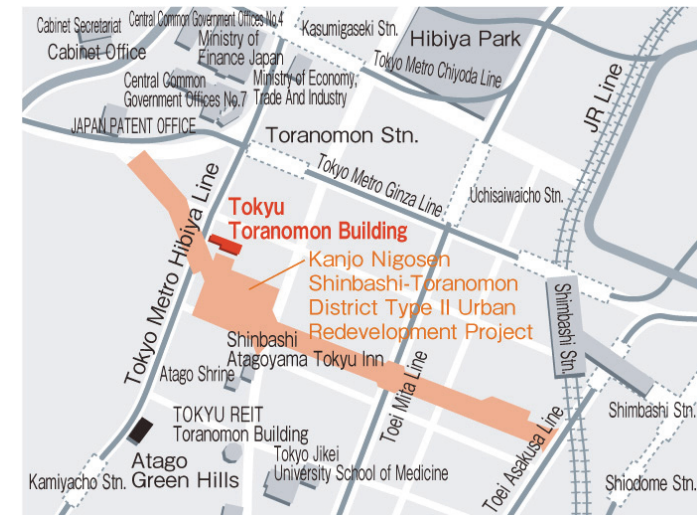 Cabinet Secretariat
Cabinet Office
Central Common Government Offices No.4
Ministry of
Finance Japan
Kasumigaseki Stn.
Hibiya Park
Tokyo Metro Chiyoda Line
Central Common
Government Offices No.7
Ministry of Economy,
Trade And Industry
JAPAN PATENT OFFICE
Toranomon Stn.
JR Line
Tokyo Metro Ginza Line
Uchisaiwaicho Stn.
Tokyo Metro Hibiya Line
Tokyu
Toranomon Building
Kanjo Nigosen
Shinbashi-Toranomon
District Type II Urban
Redevelopment Project
Shimbashi Stn.
Shinbashi
Atagoyama Tokyu Inn
Atago Shrine
Toei Mita Line
TOKYU REIT
Toranomon Building
Atago
Green Hills
Kamiyacho Stn.
Tokyo Jikei
University School of Medicine
Toei Asakusa Line
Shimbashi Stn.
Shiodome Stn.